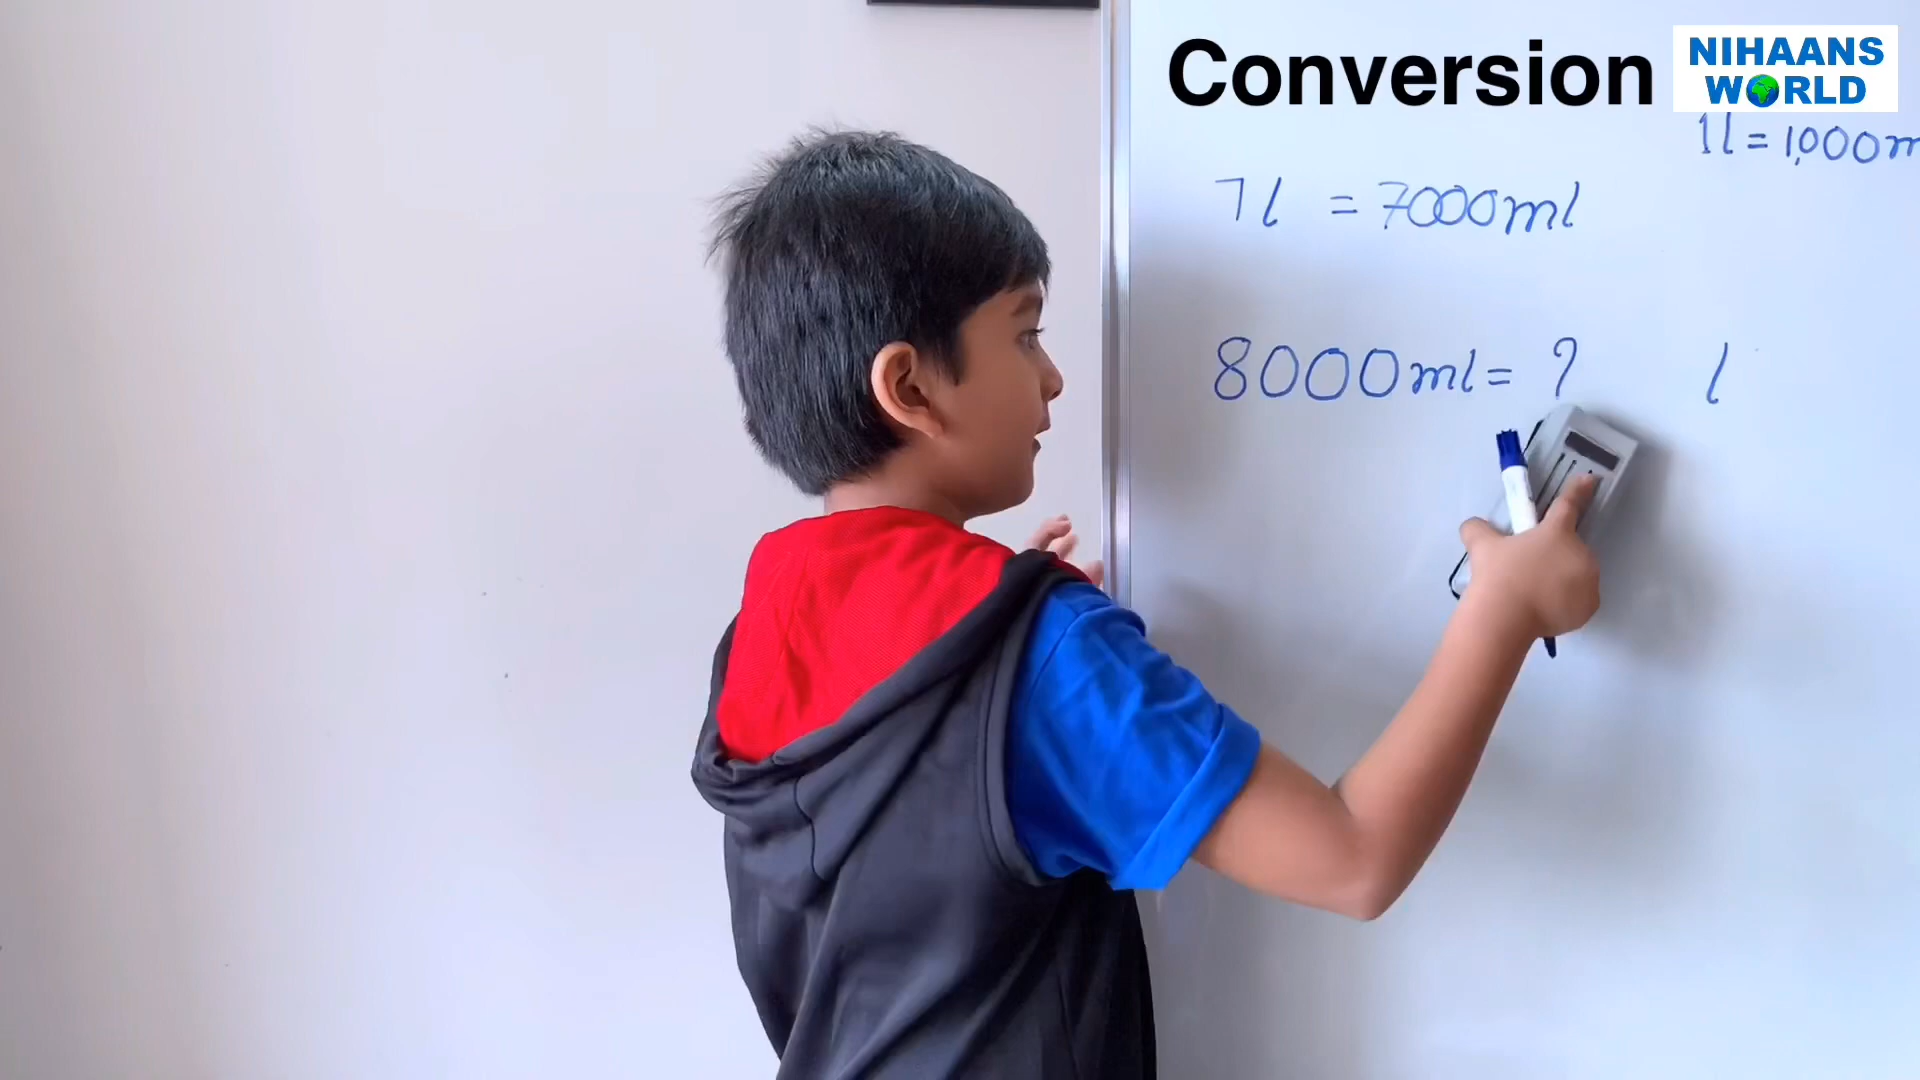 Conversion
NIHAANS
WORLD
1l = 1,000m
7l = 7000ml
8000ml = ? l